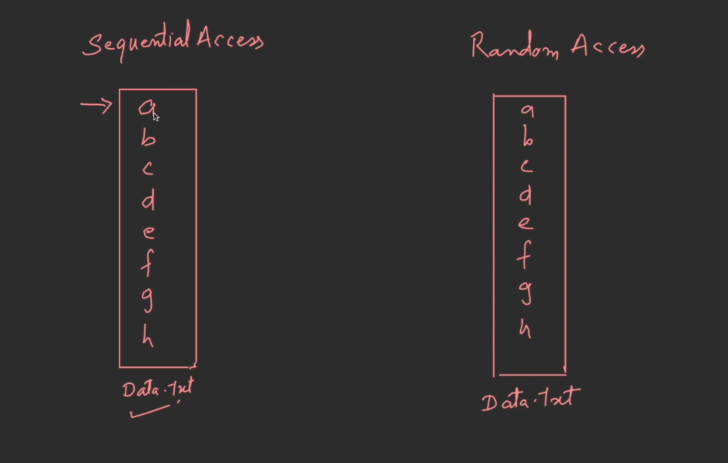 Sequential Access
a
b
c
d
e
f
g
h
Data.txt
Random Access
a
b
c
d
e
f
g
h
Data.txt